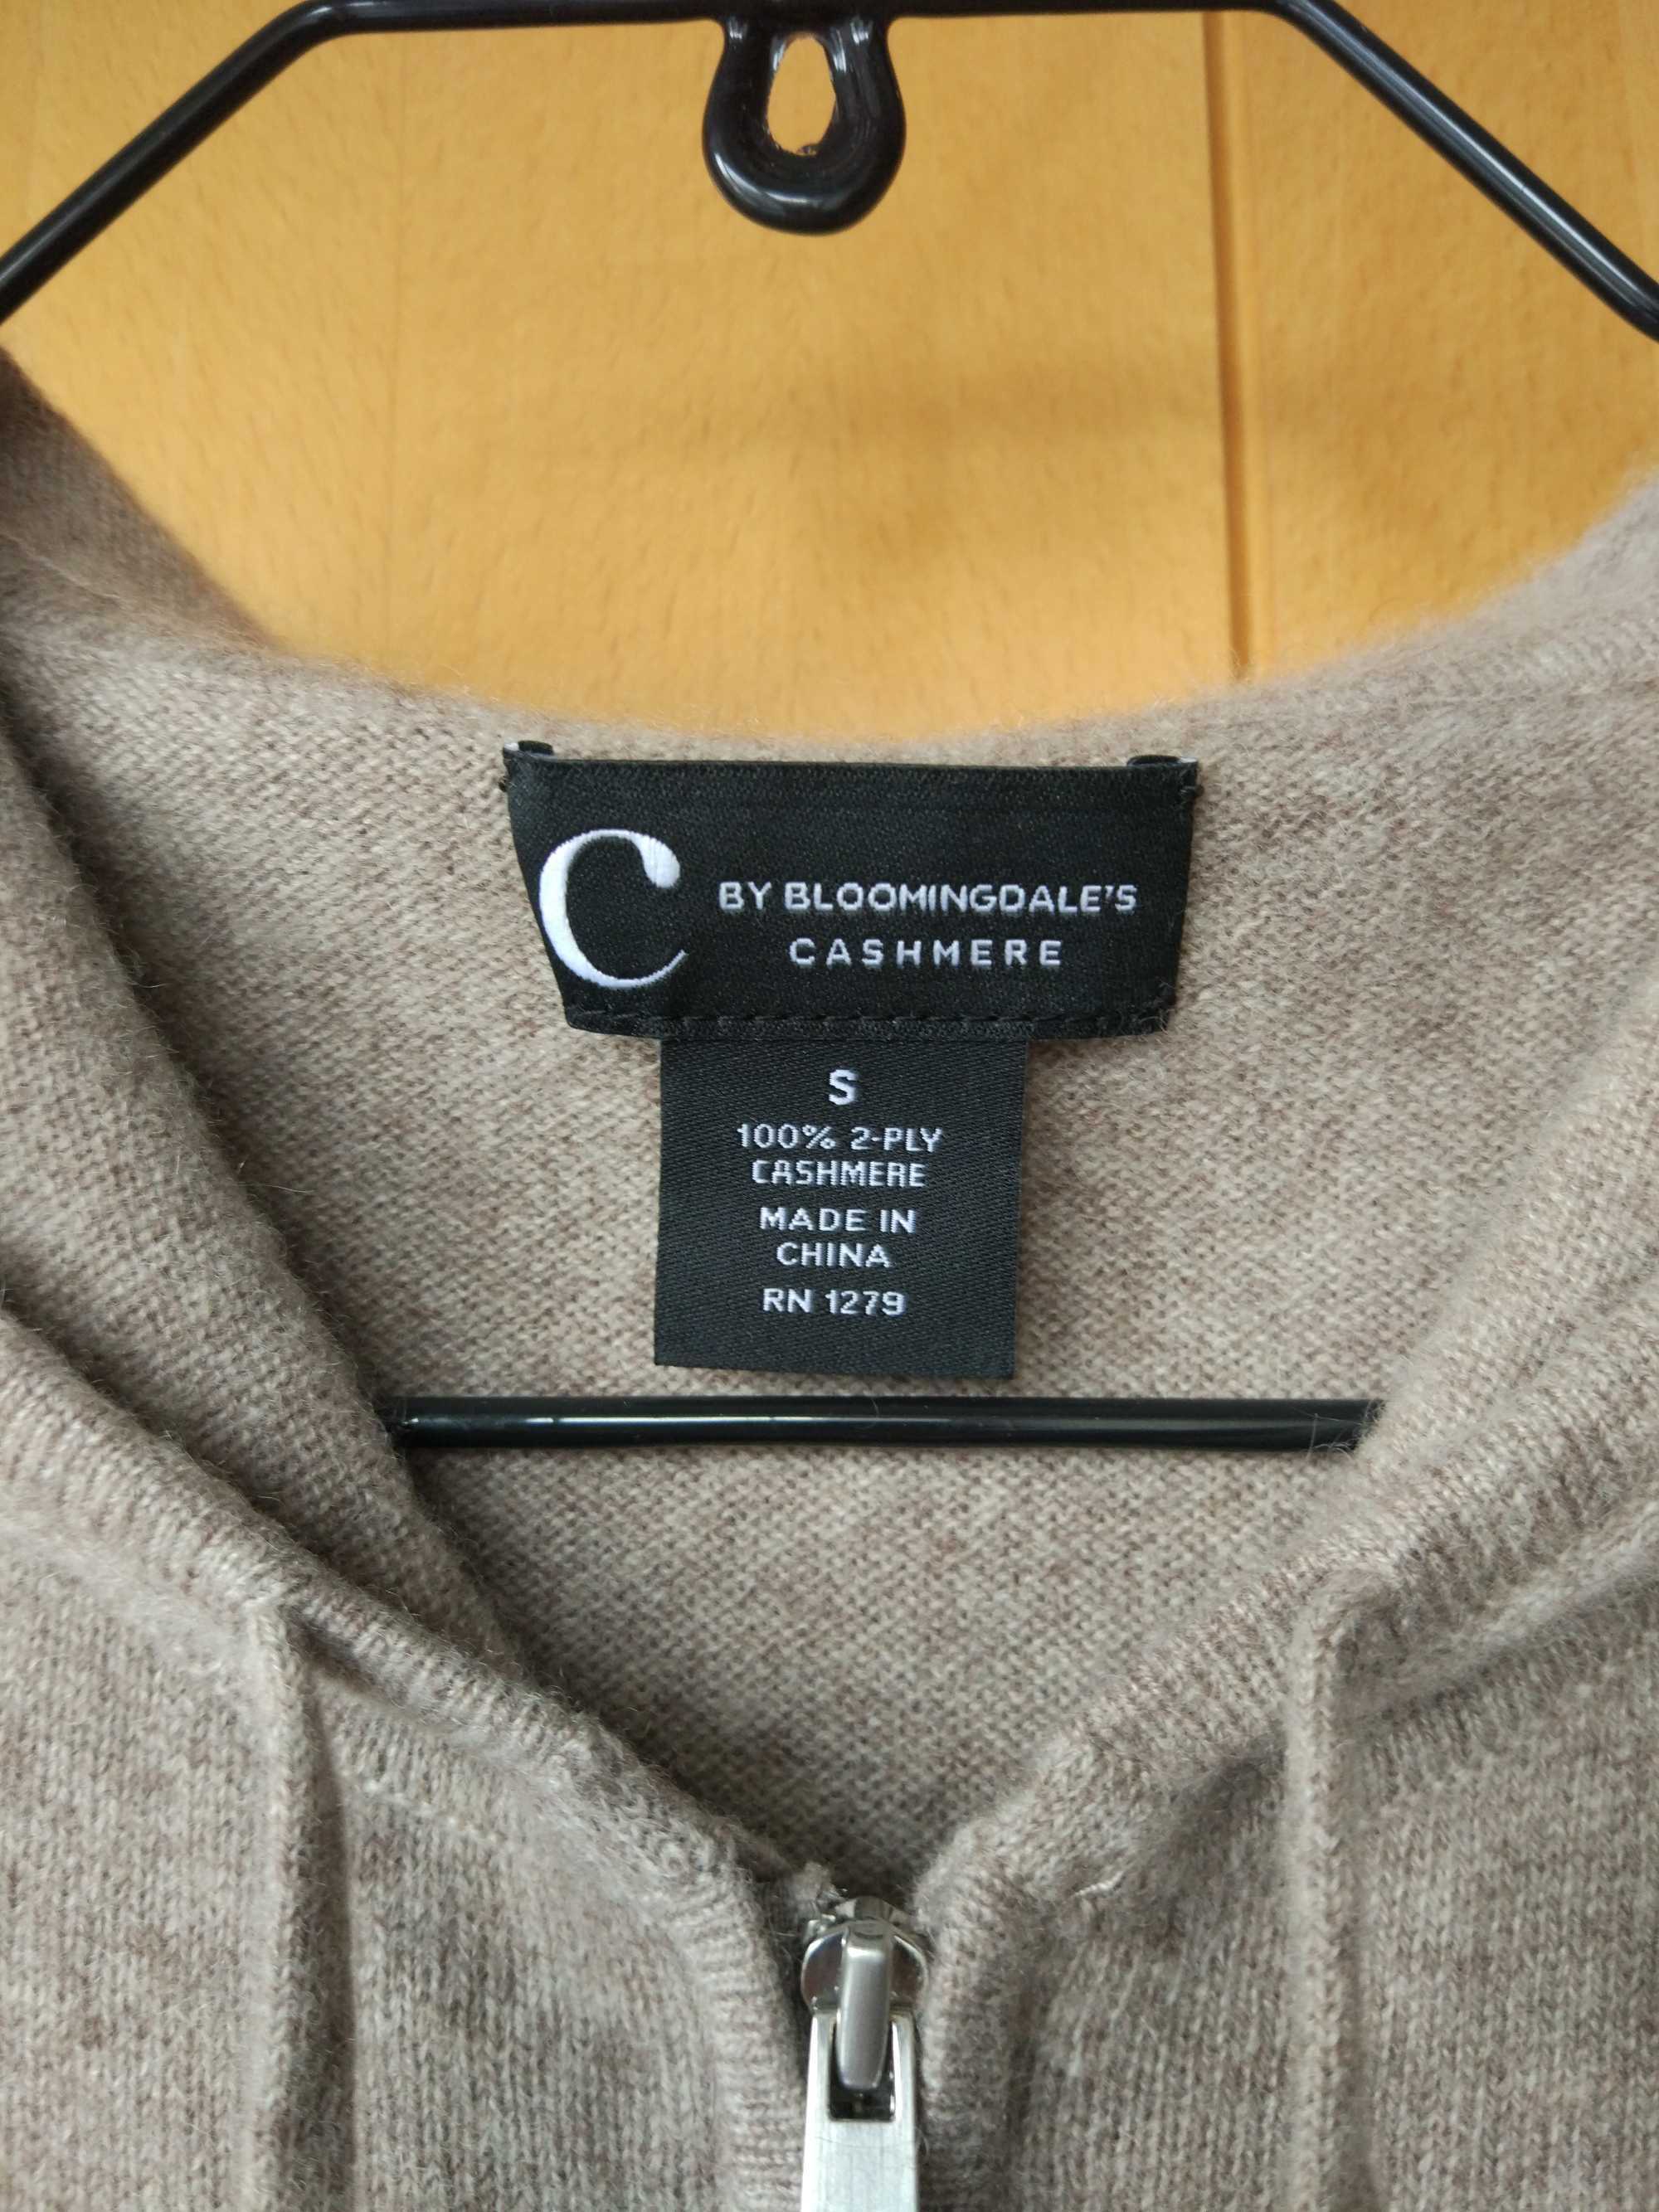 C BY BLOOMINGDALE'S
CASHMERE
S
100% 2-PLY
CASHMERE
MADE IN
CHINA
RN 1279